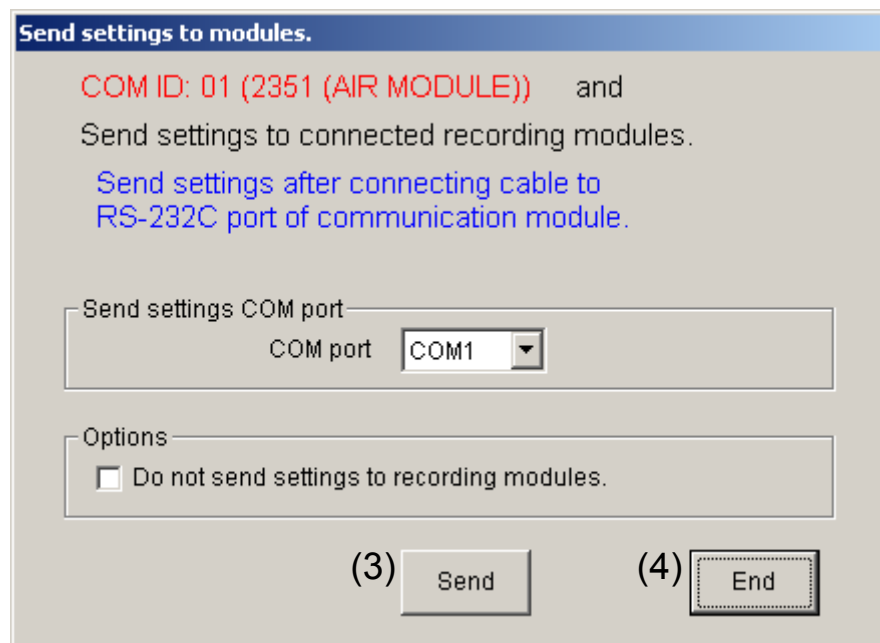 Send settings to modules.
COM ID: 01 (2351 (AIR MODULE)) and
Send settings to connected recording modules.
Send settings after connecting cable to
RS-232C port of communication module.
Send settings COM port
COM port COM1
Options
Do not send settings to recording modules.
(3) Send (4) End